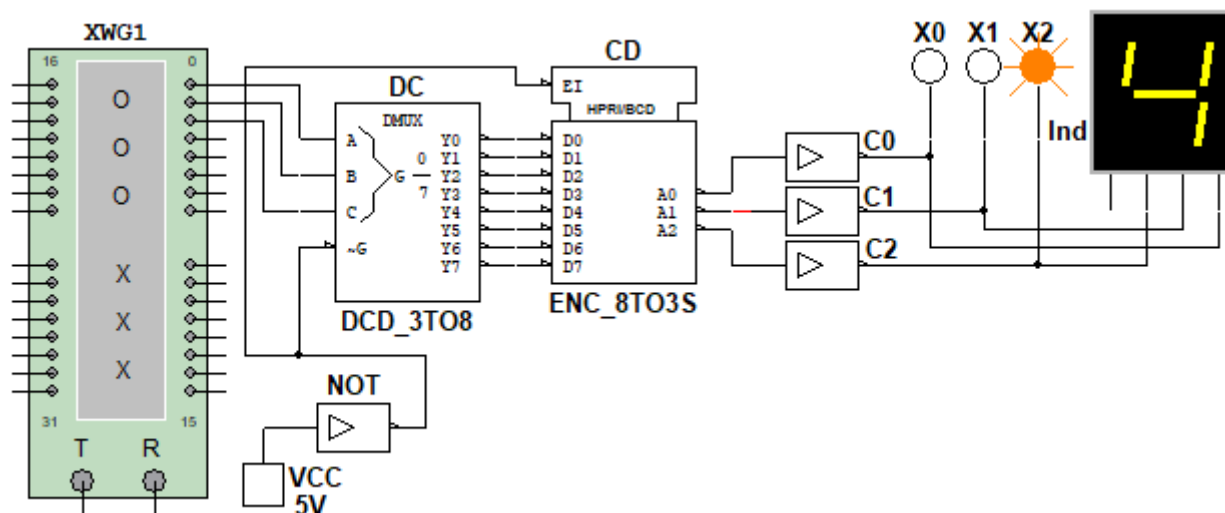 XWG1
16 0
O
O
O
X
X
X
31 15
T R
DC
DMUX
A
B
C
G 0
7
~G
Y0
Y1
Y2
Y3
Y4
Y5
Y6
Y7
DCD_3TO8
NOT
VCC
5V
CD
EI
HPRI/BCD
D0
D1
D2
D3
D4
D5
D6
D7
A0
A1
A2
ENC_8TO3S
C0
C1
C2
X0 X1 X2
Ind
4